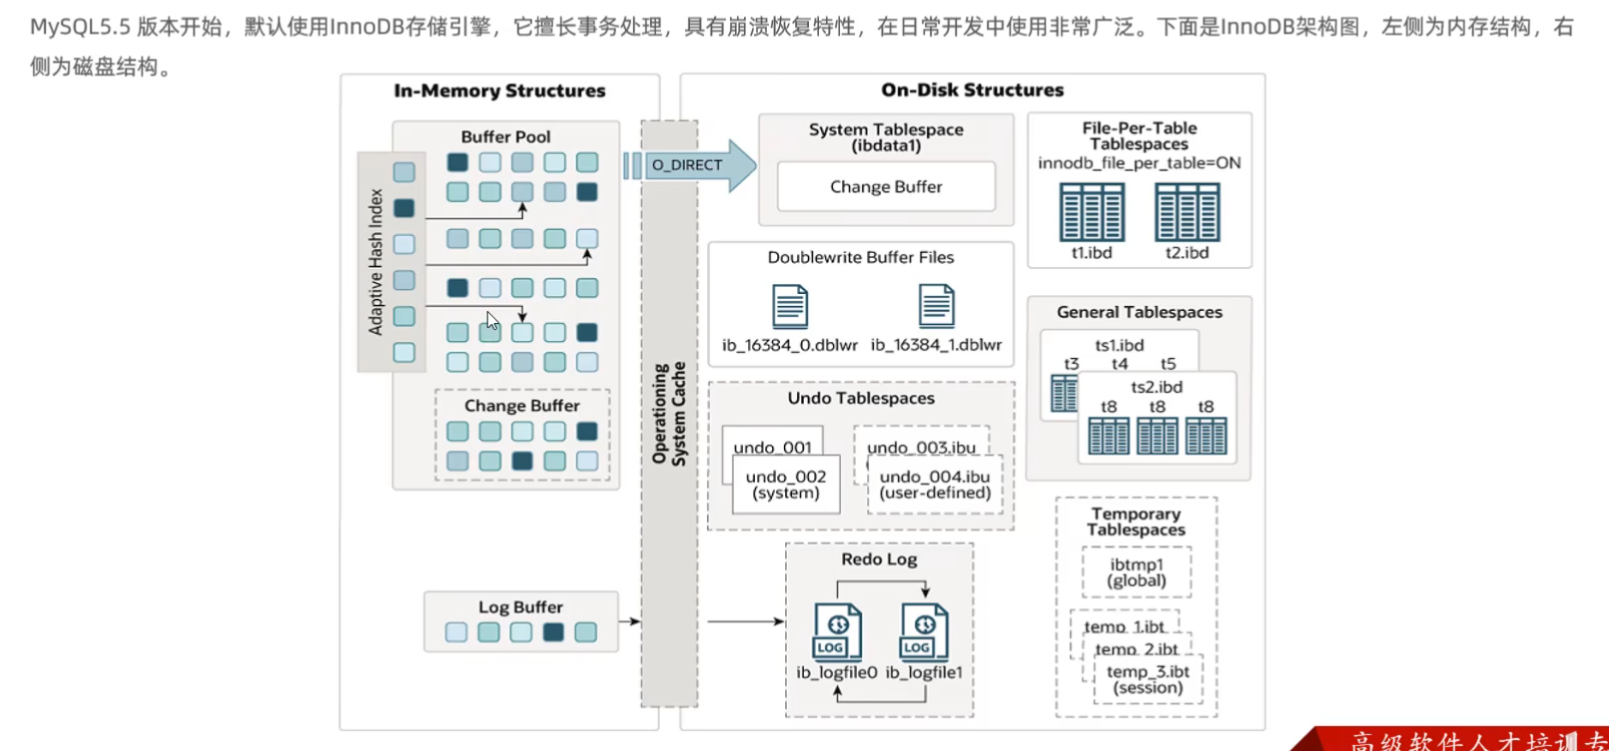 MySQL5.5 版本开始，默认使用InnoDB存储引擎，它擅长事务处理，具有崩溃恢复特性，在日常开发中使用非常广泛。下面是InnoDB架构图，左侧为内存结构，右
侧为磁盘结构。
In-Memory Structures
Buffer Pool
Adaptive Hash Index
Change Buffer
Log Buffer
Operationing
System Cache
O_DIRECT
On-Disk Structures
System Tablespace
(ibdata1)
Change Buffer
Doublewrite Buffer Files
ib_16384_0.dblwr ib_16384_1.dblwr
Undo Tablespaces
undo_001
undo_002
(system)
undo_003.ibu
undo_004.ibu
(user-defined)
Redo Log
LOG LOG
ib_logfile0 ib_logfile1
File-Per-Table
Tablespaces
innodb_file_per_table=ON
t1.ibd t2.ibd
General Tablespaces
ts1.ibd
t3 t4 t5
ts2.ibd
t8 t8 t8
Temporary
Tablespaces
ibtmp1
(global)
temp_1.ibt
temp_2.ibt
temp_3.ibt
(session)
高级软件人才培训专